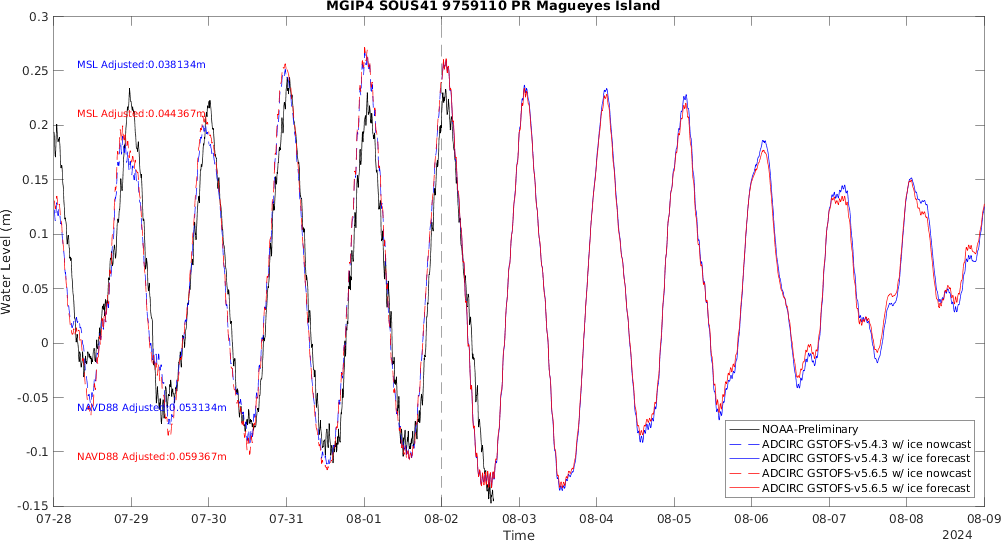 MGIP4 SOUS41 9759110 PR Magueyes Island
0.3
0.25
0.2
0.15
0.1
0.05
0
-0.05
-0.1
-0.15
Water Level (m)
MSL Adjusted:0.038134m
MSL Adjusted:0.044367m
NAVD88 Adjusted:0.053134m
NAVD88 Adjusted:0.059367m
NOAA-Preliminary
ADCIRC GSTOFS-v5.4.3 w/ ice nowcast
ADCIRC GSTOFS-v5.4.3 w/ ice forecast
ADCIRC GSTOFS-v5.6.5 w/ ice nowcast
ADCIRC GSTOFS-v5.6.5 w/ ice forecast
07-28 07-29 07-30 07-31 08-01 08-02 08-03 08-04 08-05 08-06 08-07 08-08 08-09
Time
2024